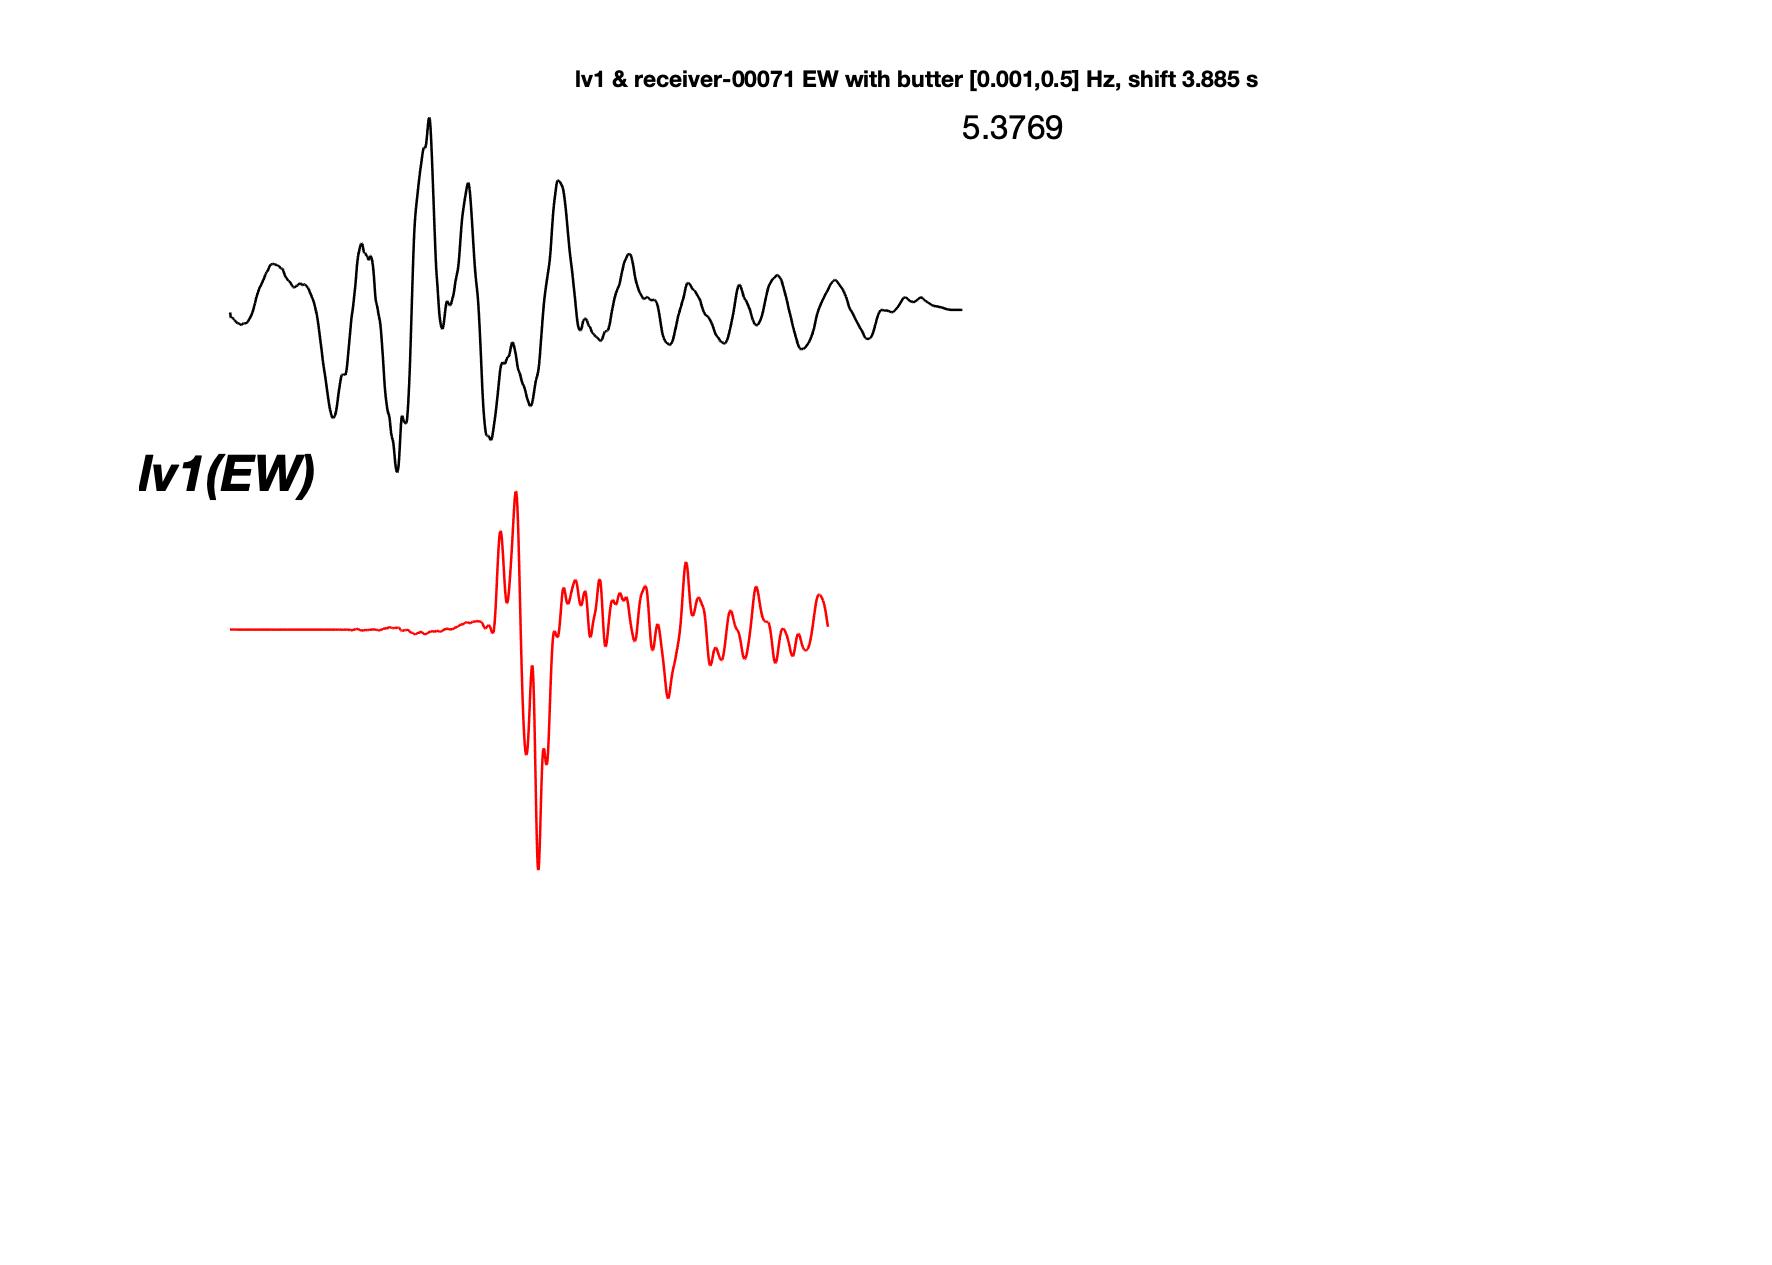 lv1 & receiver-00071 EW with butter [0.001,0.5] Hz, shift 3.885 s
5.3769
lv1(EW)